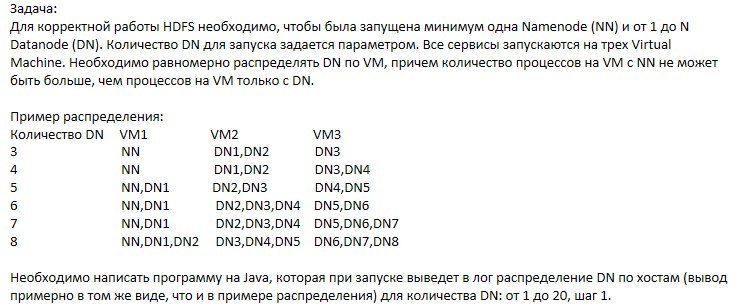 Задача:
Для корректной работы HDFS необходимо, чтобы была запущена минимум одна Namenode (NN) и от 1 до N
Datanode (DN). Количество DN для запуска задается параметром. Все сервисы запускаются на трех Virtual
Machine. Необходимо равномерно распределять DN по VM, причем количество процессов на VM с NN не может
быть больше, чем процессов на VM только с DN.
Пример распределения:
Количество DN VM1 VM2 VM3
3 NN DN1,DN2 DN3
4 NN DN1,DN2 DN3,DN4
5 NN,DN1 DN2,DN3 DN4,DN5
6 NN,DN1 DN2,DN3,DN4 DN5,DN6
7 NN,DN1 DN2,DN3,DN4 DN5,DN6,DN7
8 NN,DN1,DN2 DN3,DN4,DN5 DN6,DN7,DN8
Необходимо написать программу на Java, которая при запуске выведет в лог распределение DN по хостам (вывод
примерно в том же виде, что и в примере распределения) для количества DN: от 1 до 20, шаг 1.